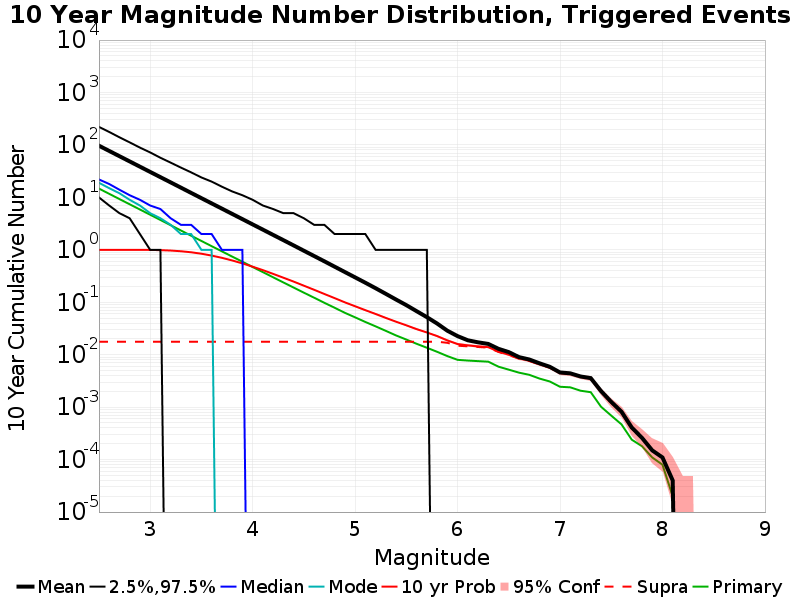 10 Year Magnitude Number Distribution, Triggered Events
10^4
10^3
10^2
10^1
10^0
10^-1
10^-2
10^-3
10^-4
10^-5
10 Year Cumulative Number
3 4 5 6 7 8 9
Magnitude
Mean 2.5%,97.5% Median Mode 10 yr Prob 95% Conf Supra Primary